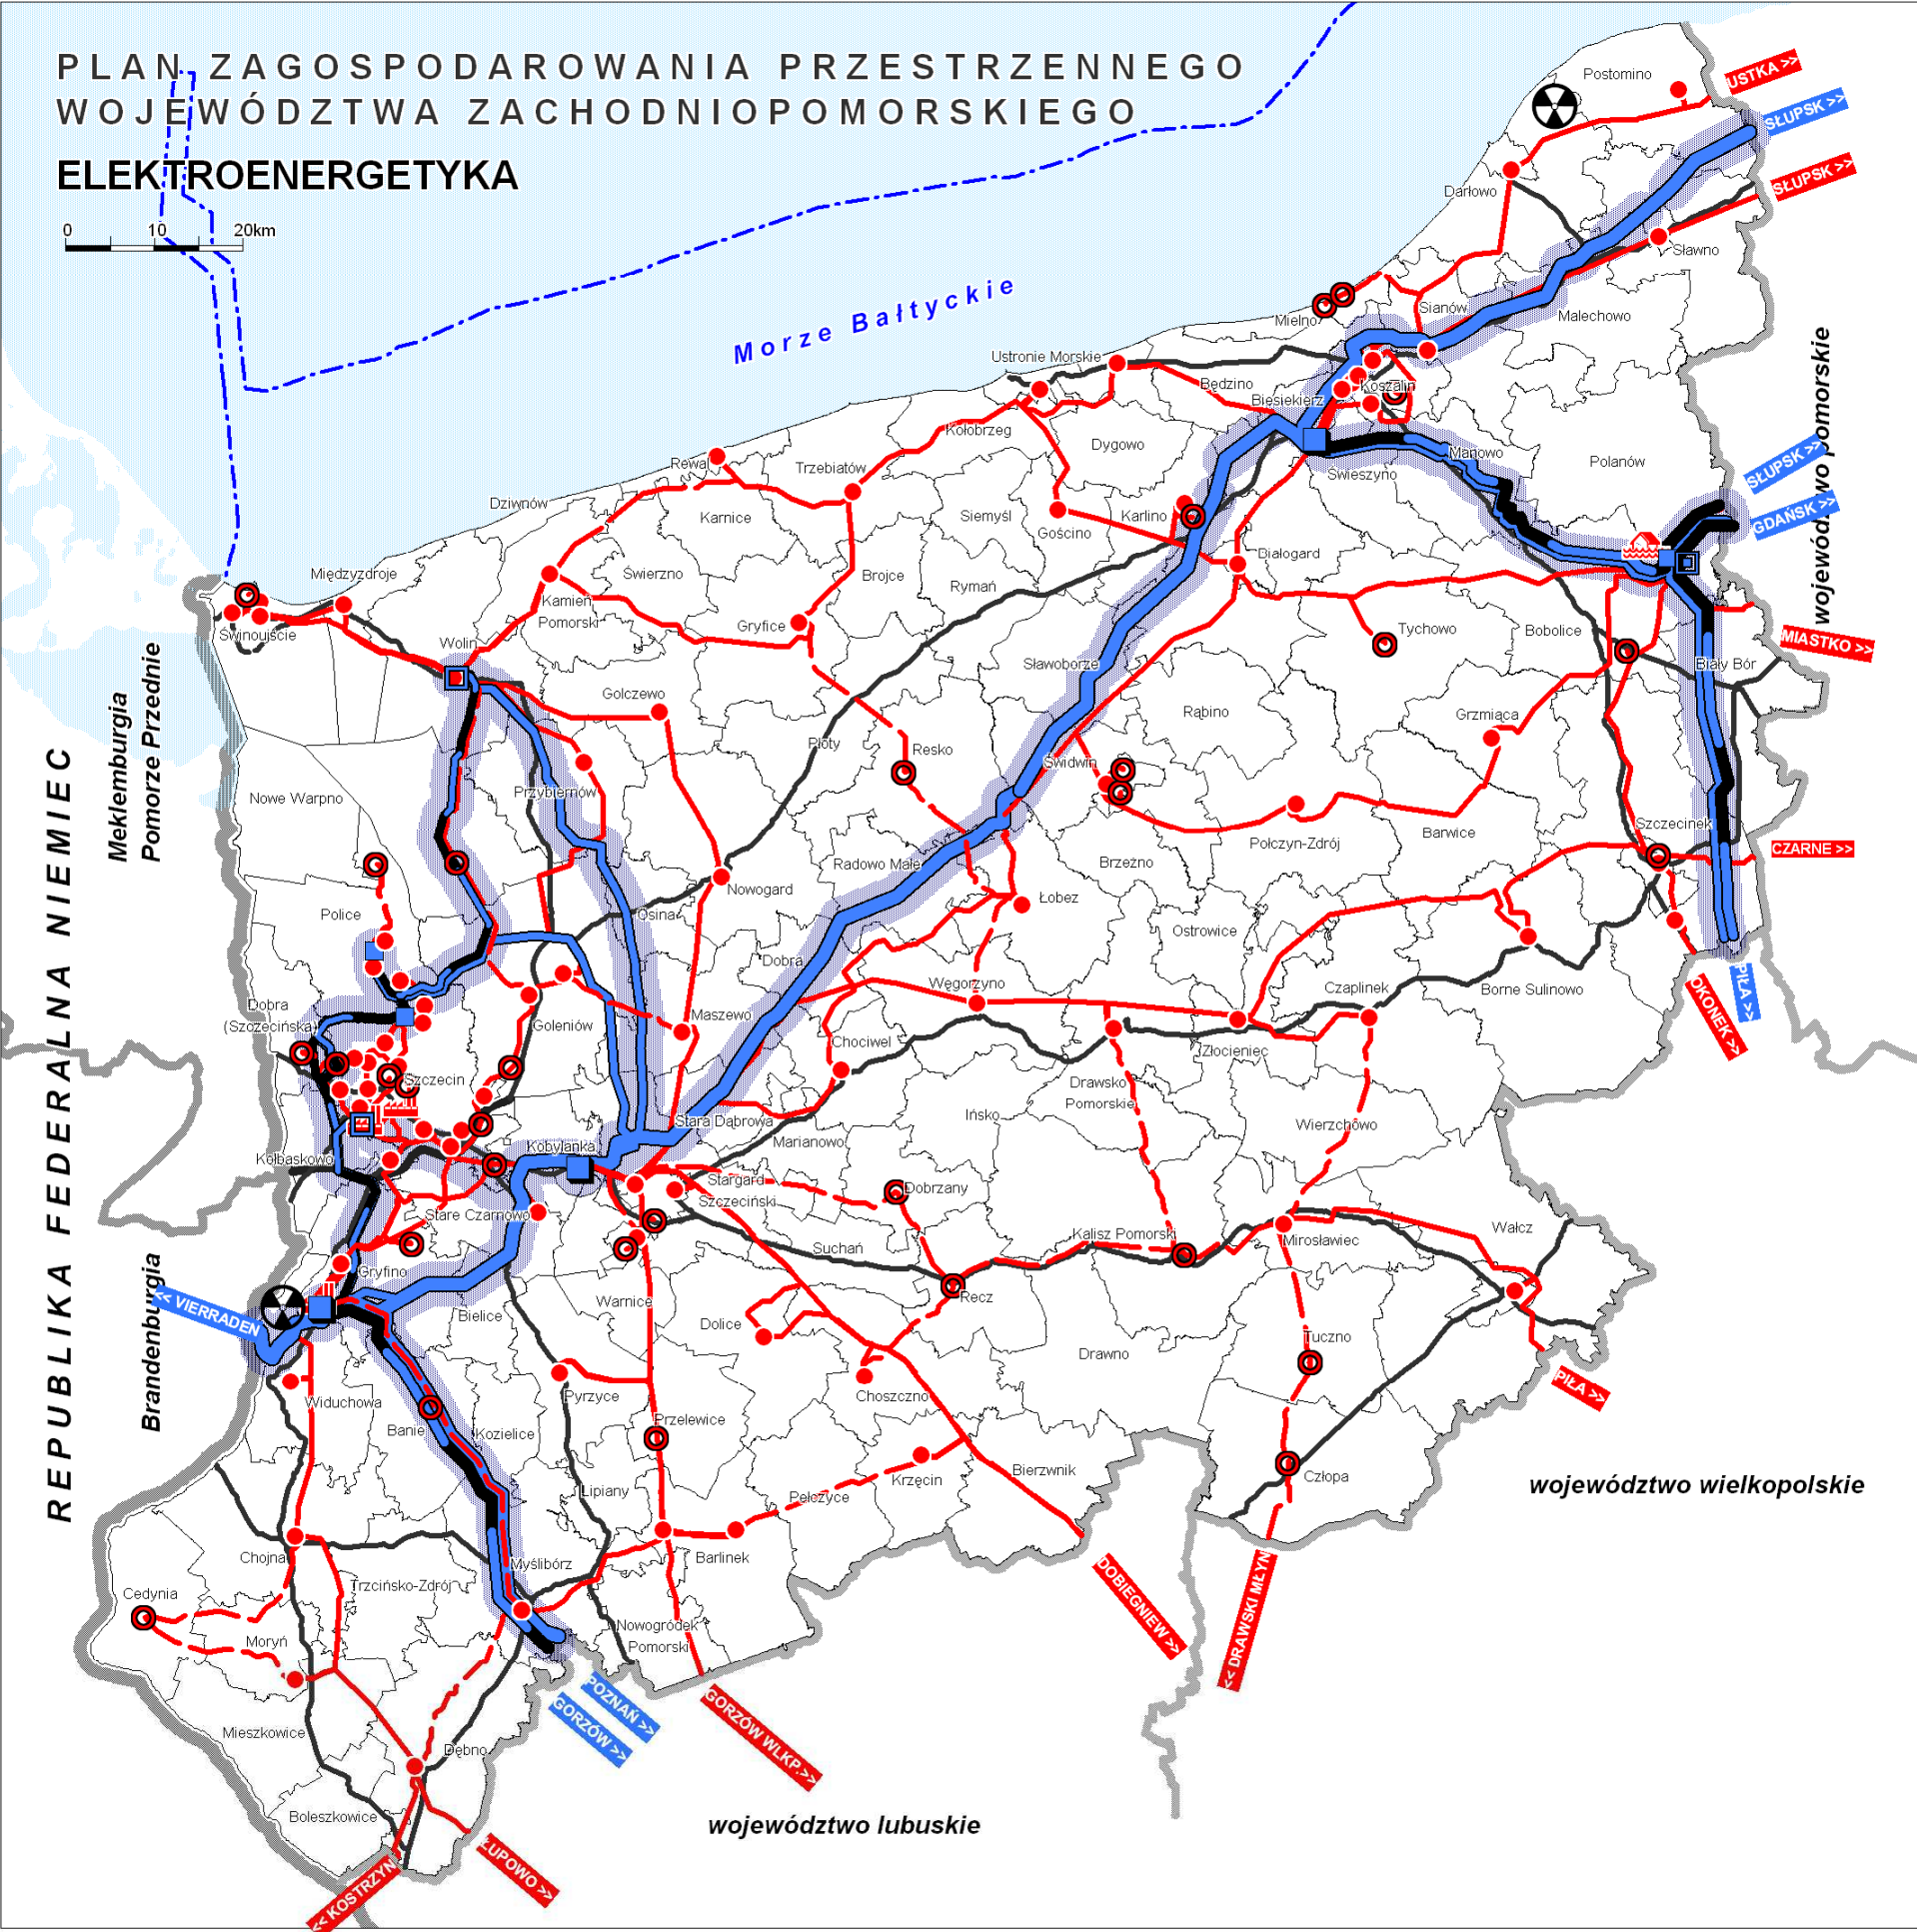 PLAN ZAGOSPODAROWANIA PRZESTRZENNEGO
WOJEWÓDZTWA ZACHODNIOPOMORSKIEGO
ELEKTROENERGETYKA
0 10 20km
Morze Bałtyckie
Postomino
USTKA >>
SŁUPSK >>
SŁUPSK >>
Darłowo
Sławno
Sianów
Malechowo
Mielno
Ustronie Morskie
Będzino
Koszalin
Biesiekierz
województwo pomorskie
Kołobrzeg
Dygowo
Manowo
Polanów
Świeszyno
SŁUPSK >>
GDAŃSK >>
Rewal
Trzebiatów
Dziwnów
Karnice
Siemyśl
Gościno
Karlino
Białogard
Międzyzdroje
Świerzno
Brojce
Rymań
Kamień
Pomorski
Gryfice
Świnoujście
Tychowo
Bobolice
MIASTKO >>
Wolin
Sławoborze
Biały Bór
Golczewo
Rąbino
Grzmiąca
Płoty
Resko
Świdwin
Meklemburgia
Pomorze Przednie
REPUBLIKA FEDERALNA NIEMIEC
Nowe Warpno
Przybiernów
Szczecinek
Barwice
Połczyn-Zdrój
CZARNE >>
Radowo Małe
Brzeżno
Nowogard
Łobez
Police
Osina
Ostrowice
Dobra
Węgorzyno
Czaplinek
Borne Sulinowo
OKONEK >>
PIŁA >>
Dobra
(Szczecińska)
Goleniów
Maszewo
Chociwel
Złocieniec
Szczecin
Drawsko
Pomorskie
Ińsko
Stara Dąbrowa
Marianowo
Wierzchowo
Kobylanka
Kołbaskowo
Stargard
Szczeciński
Dobrzany
Stare Czarnowo
Suchań
Kalisz Pomorski
Mirosławiec
Wałcz
Brandenburgia
<< VIERRADEN
Gryfino
Bielice
Warnice
Recz
Dolice
Drawno
Tuczno
PIŁA >>
Widuchowa
Pyrzyce
Choszczno
Banie
Kozielice
Przelewice
Krzęcin
Bierzwnik
Człopa
województwo wielkopolskie
Lipiany
Pełczyce
Chojna
Myślibórz
Barlinek
Cedynia
Trzcińsko-Zdrój
DOBIEGNIEW >>
<< DRAWSKI MŁYN
Moryń
Nowogródek
Pomorski
POZNAŃ >>
GORZÓW >>
GORZÓW WLKP.>>
Mieszkowice
Dębno
Boleszkowice
województwo lubuskie
ŁUPOWO >>
<< KOSTRZYN